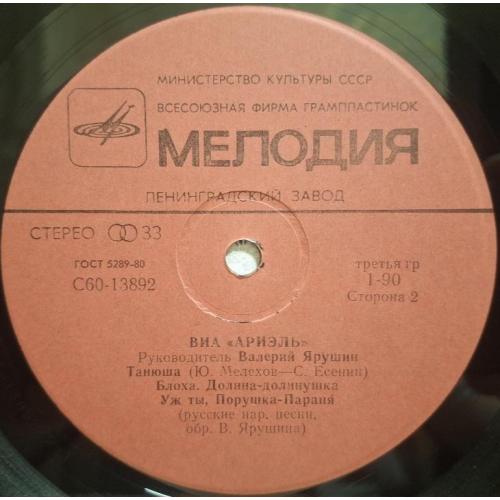 МИНИСТЕРСТВО КУЛЬТУРЫ СССР
ВСЕСОЮЗНАЯ ФИРМА ГРАМПЛАСТИНОК
МЕЛОДИЯ
ЛЕНИНГРАДСКИЙ ЗАВОД
СТЕРЕО 33
ГОСТ 5289-80
С60-13892
третья гр
1-90
Сторона 2
ВИА «АРИЭЛЬ»
Руководитель Валерий Ярушин
Танюша (Ю. Мелехов—С. Есенин)
Блоха. Долина-долинушка
Уж ты, Порушка-Параня
(русские нар. песни,
обр. В. Ярушина)